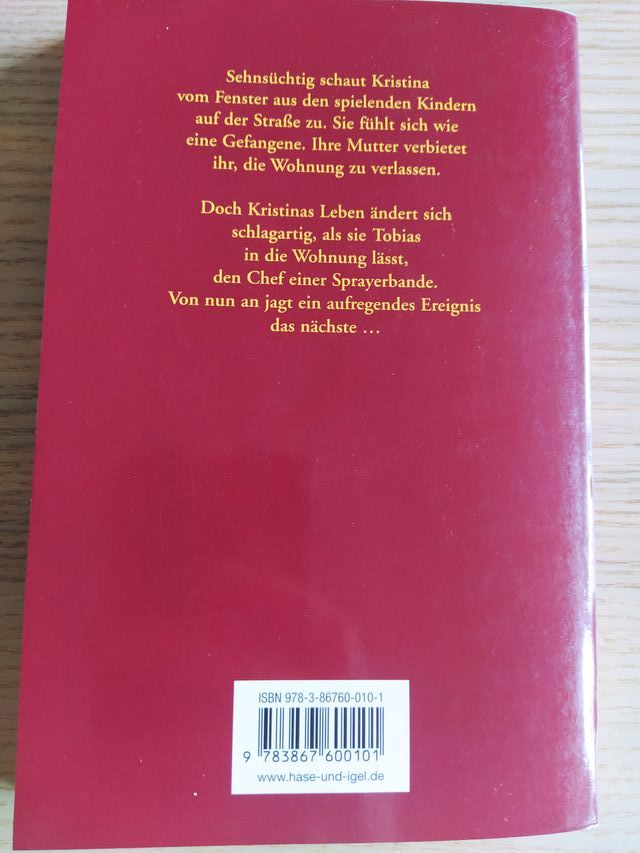 Sehnsüchtig schaut Kristina
vom Fenster aus den spielenden Kindern
auf der Straße zu. Sie fühlt sich wie
eine Gefangene. Ihre Mutter verbietet
ihr, die Wohnung zu verlassen.
Doch Kristinas Leben ändert sich
schlagartig, als sie Tobias
in die Wohnung lässt,
den Chef einer Sprayerbande.
Von nun an jagt ein aufregendes Ereignis
das nächste …
ISBN 978-3-86760-010-1
9 783867 600101
www.hase-und-igel.de